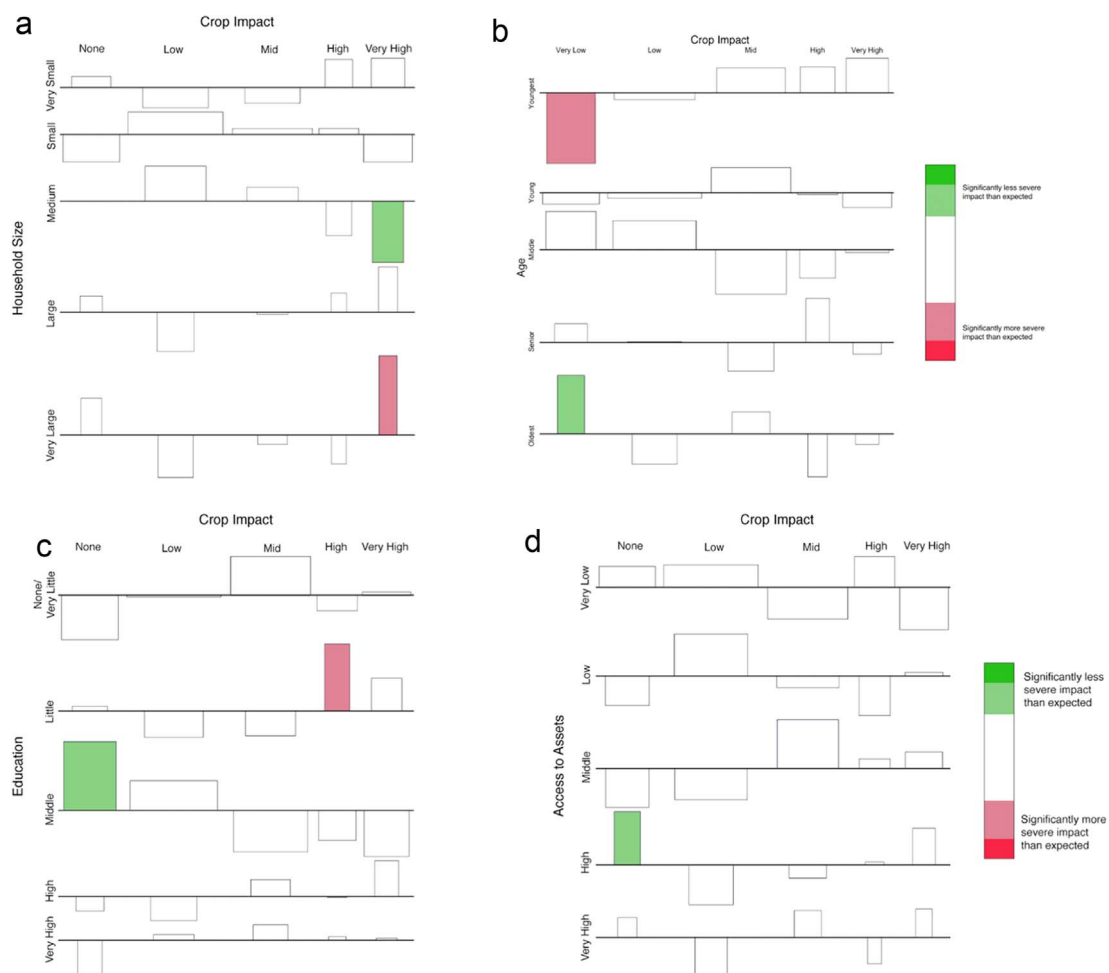 a
Crop Impact
None Low Mid High Very High
Household Size
Very Small
Small
Medium
Large
Very Large
b
Crop Impact
Very Low Low Mid High Very High
Age
Youngest
Young
Middle
Senior
Oldest
Significantly less severe
impact than expected
Significantly more severe
impact than expected
c
Crop Impact
None Low Mid High Very High
Education
None/
Very Little
Little
Middle
High
Very High
d
Crop Impact
None Low Mid High Very High
Access to Assets
Very Low
Low
Middle
High
Very High
Significantly less
severe impact
than expected
Significantly more
severe impact
than expected